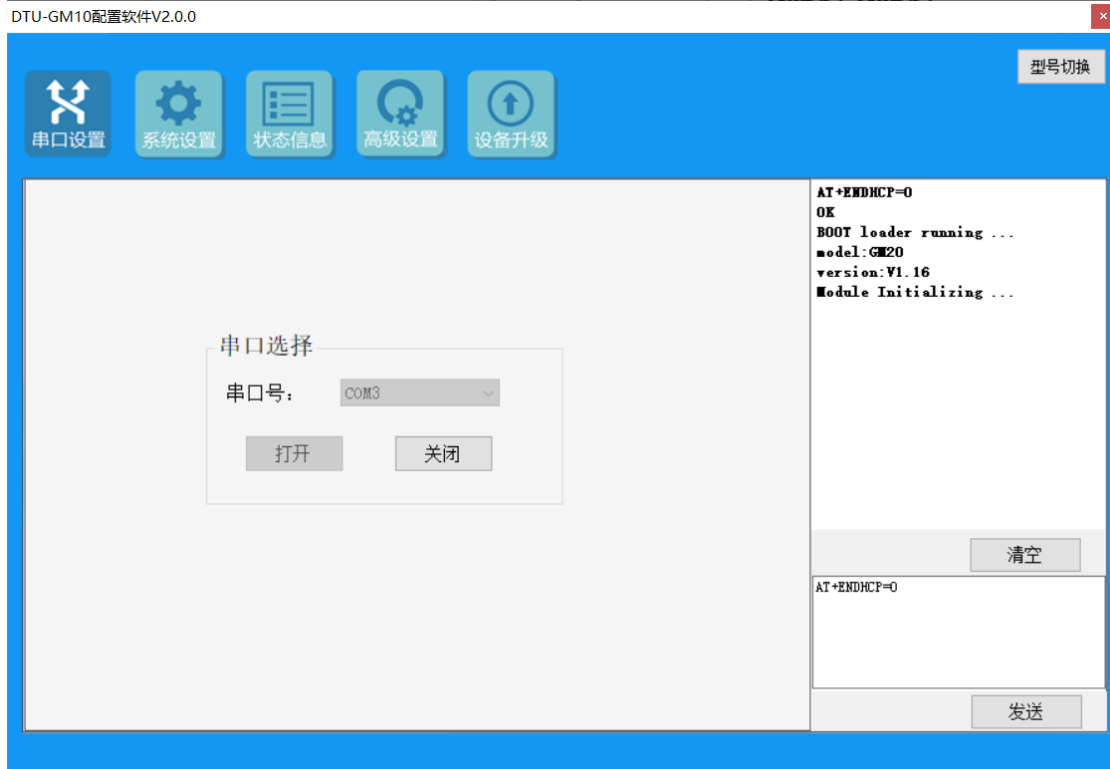 DTU-GM10配置软件V2.0.0
×
型号切换
串口设置
系统设置
状态信息
高级设置
设备升级
AT+ENDHCP=0
OK
BOOT loader running ...
model:GM20
version:V1.16
Module Initializing ...
串口选择
串口号：
COM3
打开
关闭
清空
AT+ENDHCP=0
发送